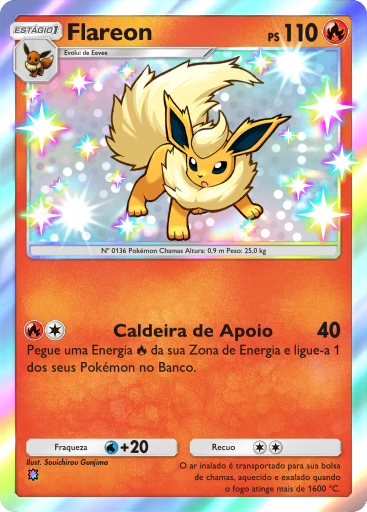 ESTÁGIO 1
Flareon
PS 110
Evolui de Eevee
Nº 0136 Pokémon Chamas Altura: 0,9 m Peso: 25,0 kg
Caldeira de Apoio 40
Pegue uma Energia da sua Zona de Energia e ligue-a 1
dos seus Pokémon no Banco.
Fraqueza +20
Recuo
Ilust. Souichirou Gunjima
O ar inalado é transportado para sua bolsa
de chamas, aquecido e exalado quando
o fogo atinge mais de 1600 °C.